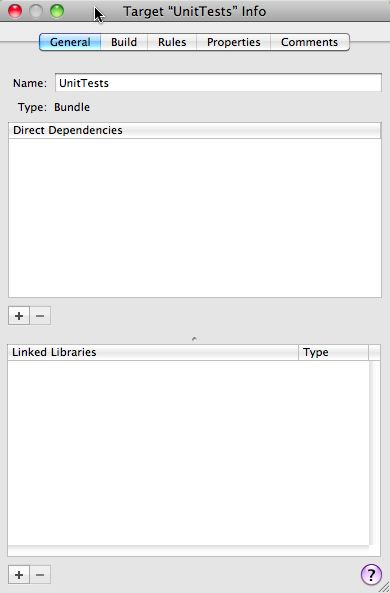 Target “UnitTests” Info
General Build Rules Properties Comments
Name: UnitTests
Type: Bundle
Direct Dependencies
+ −
Linked Libraries Type
+ − ?